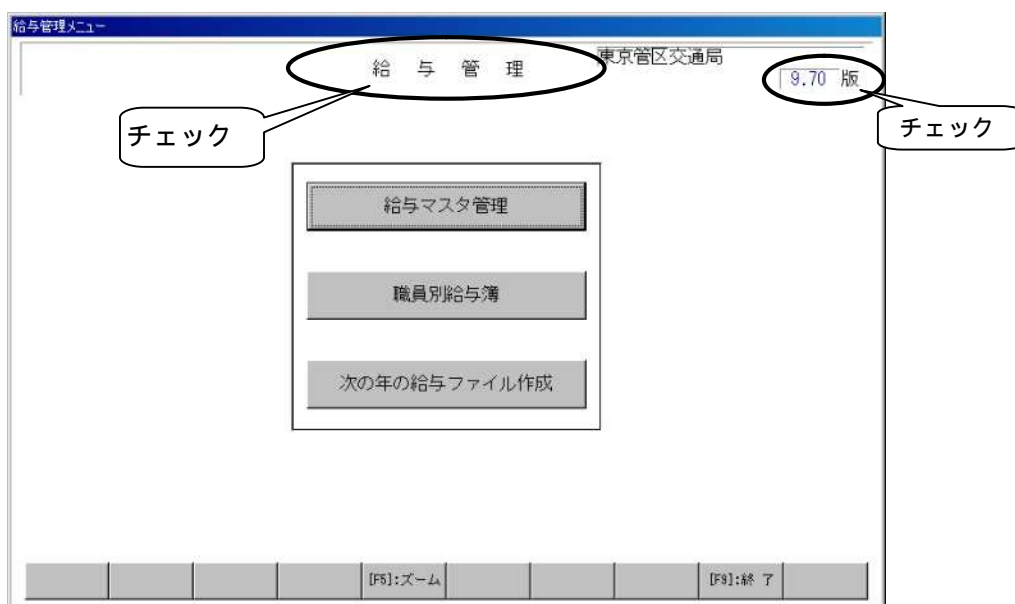 給与管理メニュー
給 与 管 理
東京管区交通局
9.70 版
チェック
チェック
給与マスタ管理
職員別給与簿
次の年の給与ファイル作成
[F5]:ズーム
[F9]:終 了